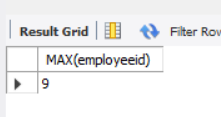 Result Grid Filter Row
MAX(employeeid)
9